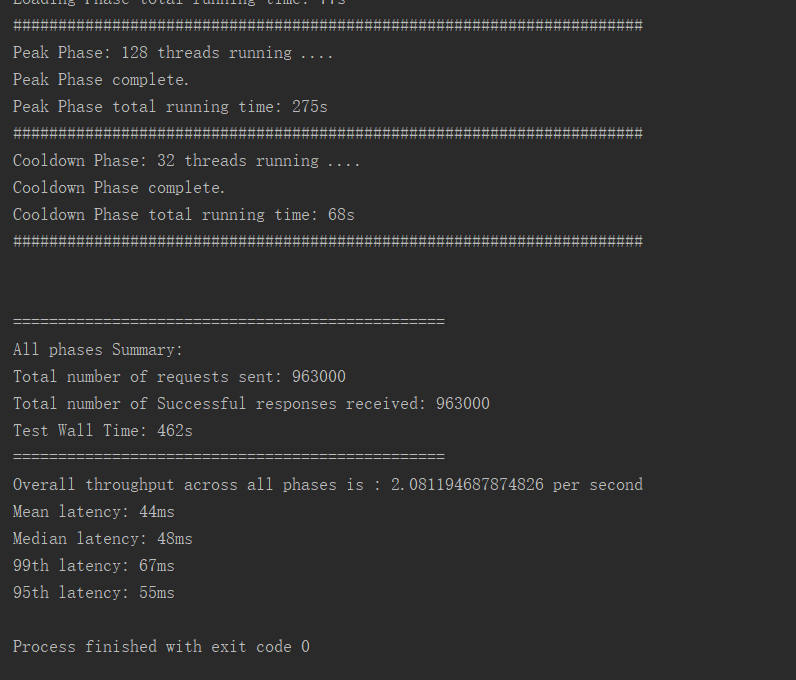 Loading Phase total running time: 77s
######################################################################
Peak Phase: 128 threads running ....
Peak Phase complete.
Peak Phase total running time: 275s
######################################################################
Cooldown Phase: 32 threads running ....
Cooldown Phase complete.
Cooldown Phase total running time: 68s
######################################################################
================================================
All phases Summary:
Total number of requests sent: 963000
Total number of Successful responses received: 963000
Test Wall Time: 462s
================================================
Overall throughput across all phases is : 2.081194687874826 per second
Mean latency: 44ms
Median latency: 48ms
99th latency: 67ms
95th latency: 55ms
Process finished with exit code 0